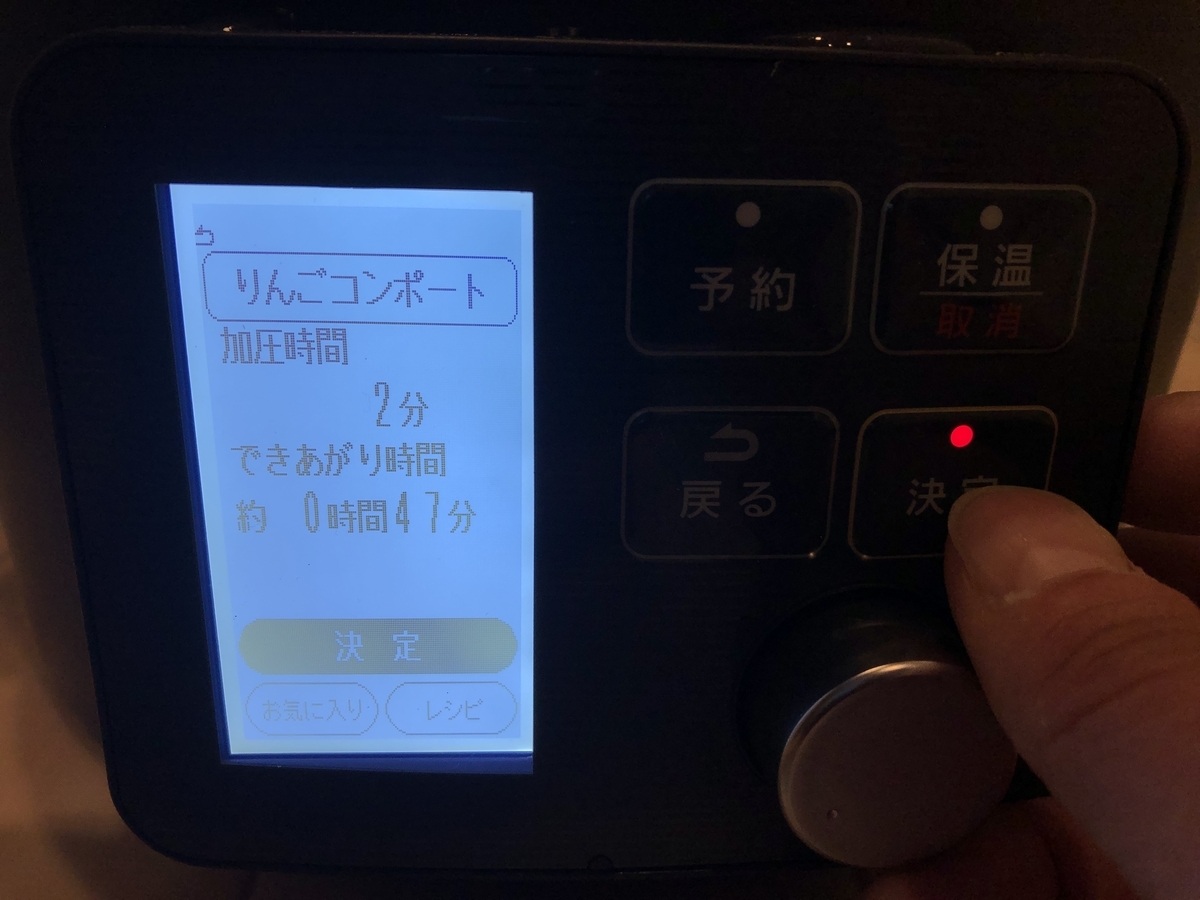 りんごコンポート
加圧時間
2分
できあがり時間
約 0時間47分
決定
お気に入り
レシピ
予約
保温
取消
戻る
決定